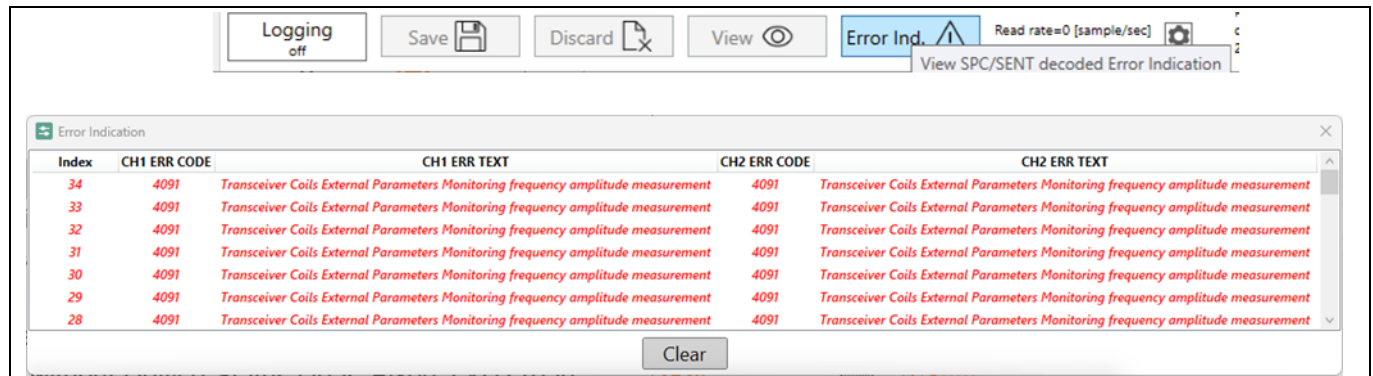 Logging off Save Discard View Error Ind. Read rate=0 [sample/sec]
View SPC/SENT decoded Error Indication
Error Indication
Index CH1 ERR CODE CH1 ERR TEXT CH2 ERR CODE CH2 ERR TEXT
34 4091 Transceiver Coils External Parameters Monitoring frequency amplitude measurement 4091 Transceiver Coils External Parameters Monitoring frequency amplitude measurement
33 4091 Transceiver Coils External Parameters Monitoring frequency amplitude measurement 4091 Transceiver Coils External Parameters Monitoring frequency amplitude measurement
32 4091 Transceiver Coils External Parameters Monitoring frequency amplitude measurement 4091 Transceiver Coils External Parameters Monitoring frequency amplitude measurement
31 4091 Transceiver Coils External Parameters Monitoring frequency amplitude measurement 4091 Transceiver Coils External Parameters Monitoring frequency amplitude measurement
30 4091 Transceiver Coils External Parameters Monitoring frequency amplitude measurement 4091 Transceiver Coils External Parameters Monitoring frequency amplitude measurement
29 4091 Transceiver Coils External Parameters Monitoring frequency amplitude measurement 4091 Transceiver Coils External Parameters Monitoring frequency amplitude measurement
28 4091 Transceiver Coils External Parameters Monitoring frequency amplitude measurement 4091 Transceiver Coils External Parameters Monitoring frequency amplitude measurement
Clear